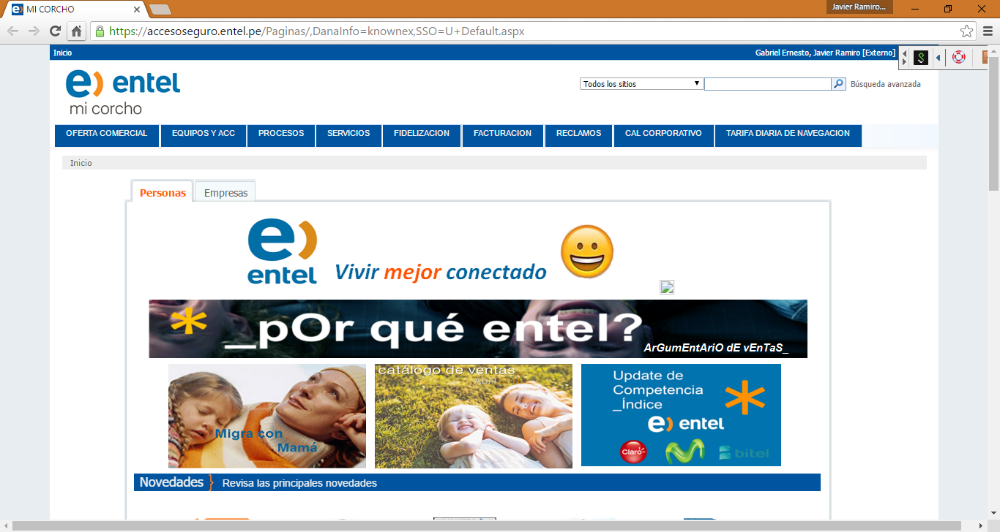 MI CORCHO
Javier Ramiro...
https://accesoseguro.entel.pe/Paginas/,DanaInfo=knownex,SSO=U+Default.aspx
Inicio
Gabriel Ernesto, Javier Ramiro [Externo]
entel
mi corcho
Todos los sitios
Búsqueda avanzada
OFERTA COMERCIAL
EQUIPOS Y ACC
PROCESOS
SERVICIOS
FIDELIZACION
FACTURACION
RECLAMOS
CAL CORPORATIVO
TARIFA DIARIA DE NAVEGACION
Inicio
Personas
Empresas
entel
Vivir mejor conectado
* _pOr qué entel?
ArGumEntAriO dE vEnTaS_
Migra con
Mamá
catálogo de ventas
Abril
Update de
Competencia
_Índice
entel
Claro
bitel
Novedades } Revisa las principales novedades